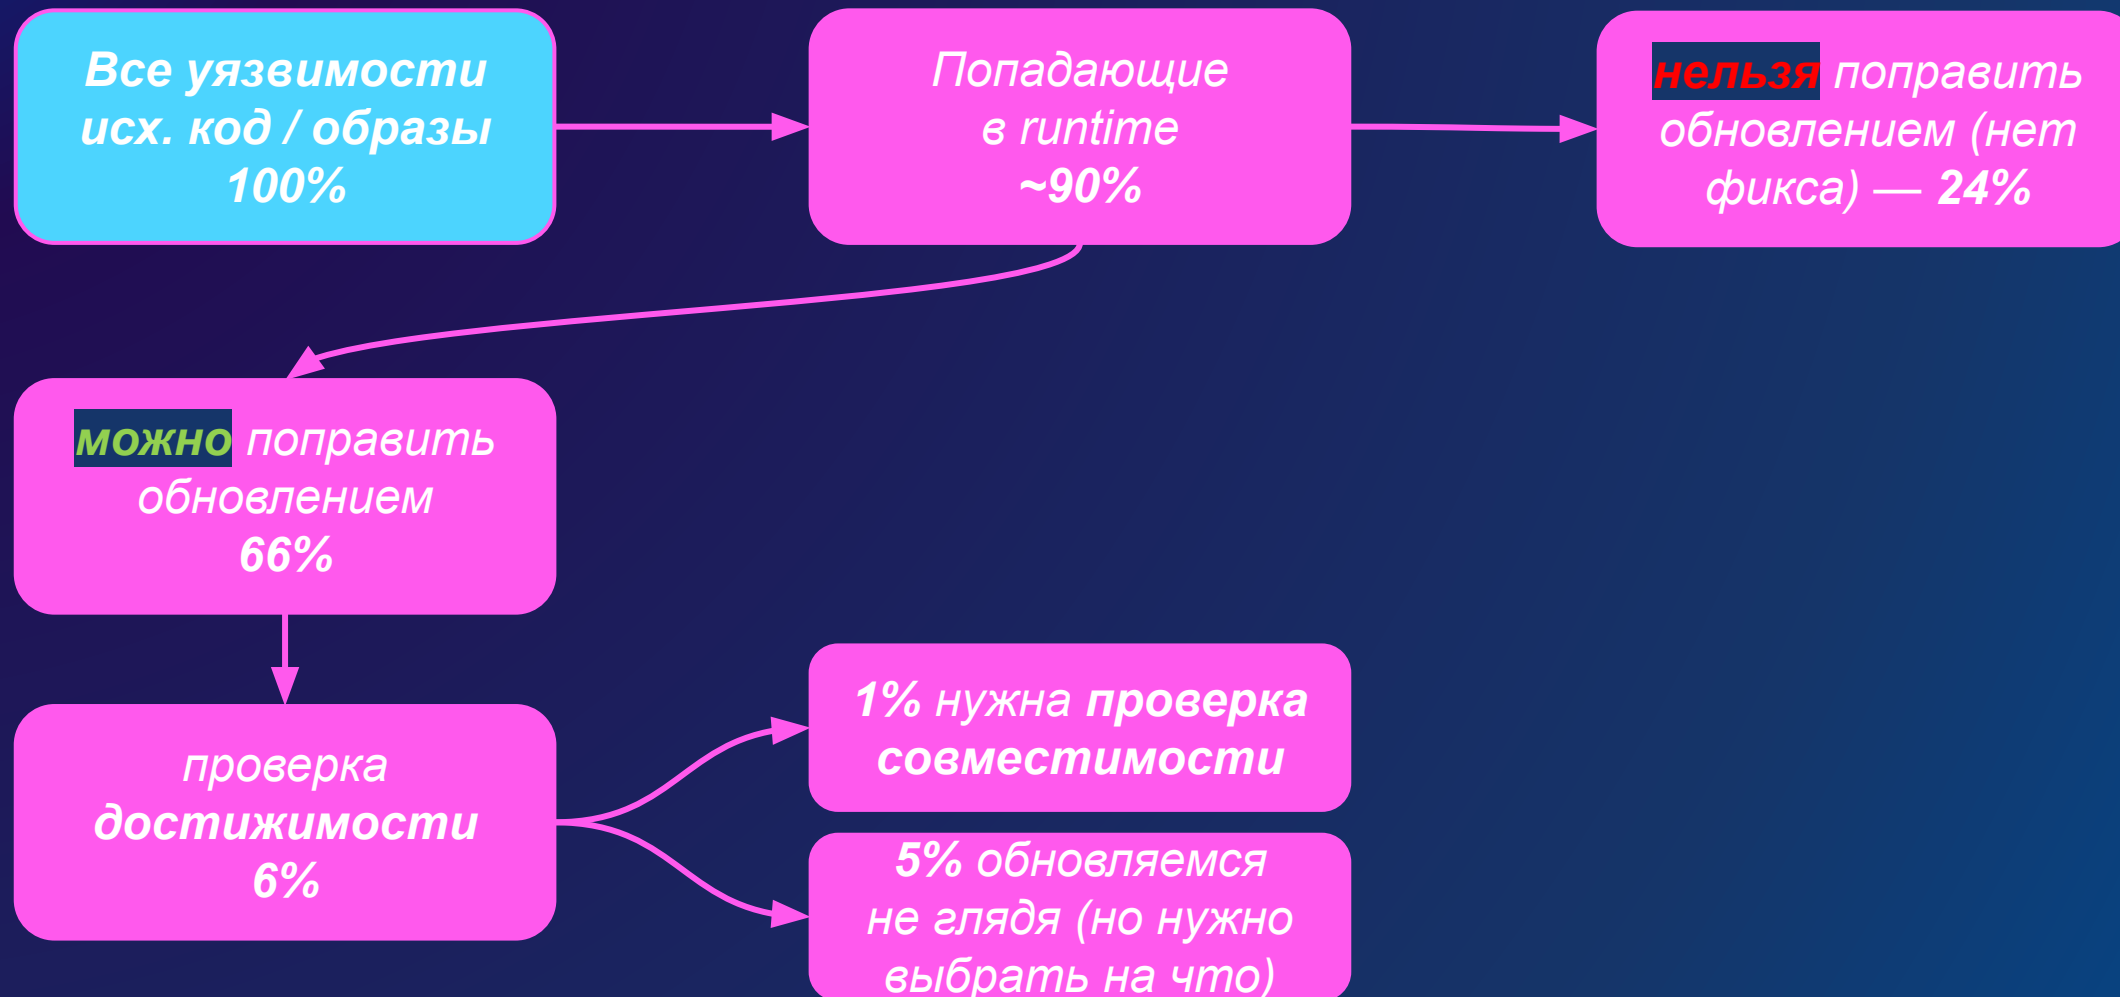 Все уязвимости
исх. код / образы
100%
Попадающие
в runtime
~90%
нельзя поправить
обновлением (нет
фикса) — 24%
можно поправить
обновлением
66%
проверка
достижимости
6%
1% нужна проверка
совместимости
5% обновляемся
не глядя (но нужно
выбрать на что)